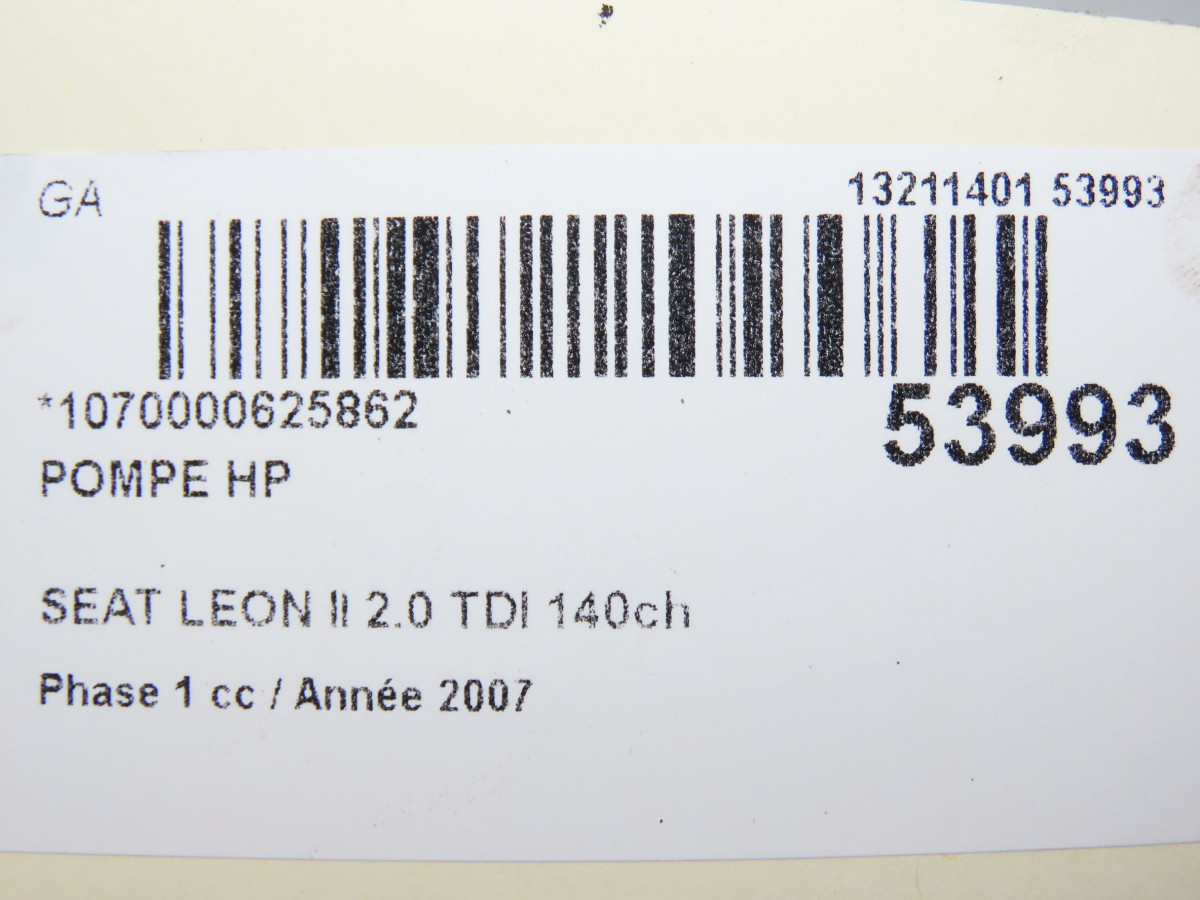 GA
13211401 53993
*1070000625862
53993
POMPE HP
SEAT LEON II 2.0 TDI 140ch
Phase 1 cc / Année 2007